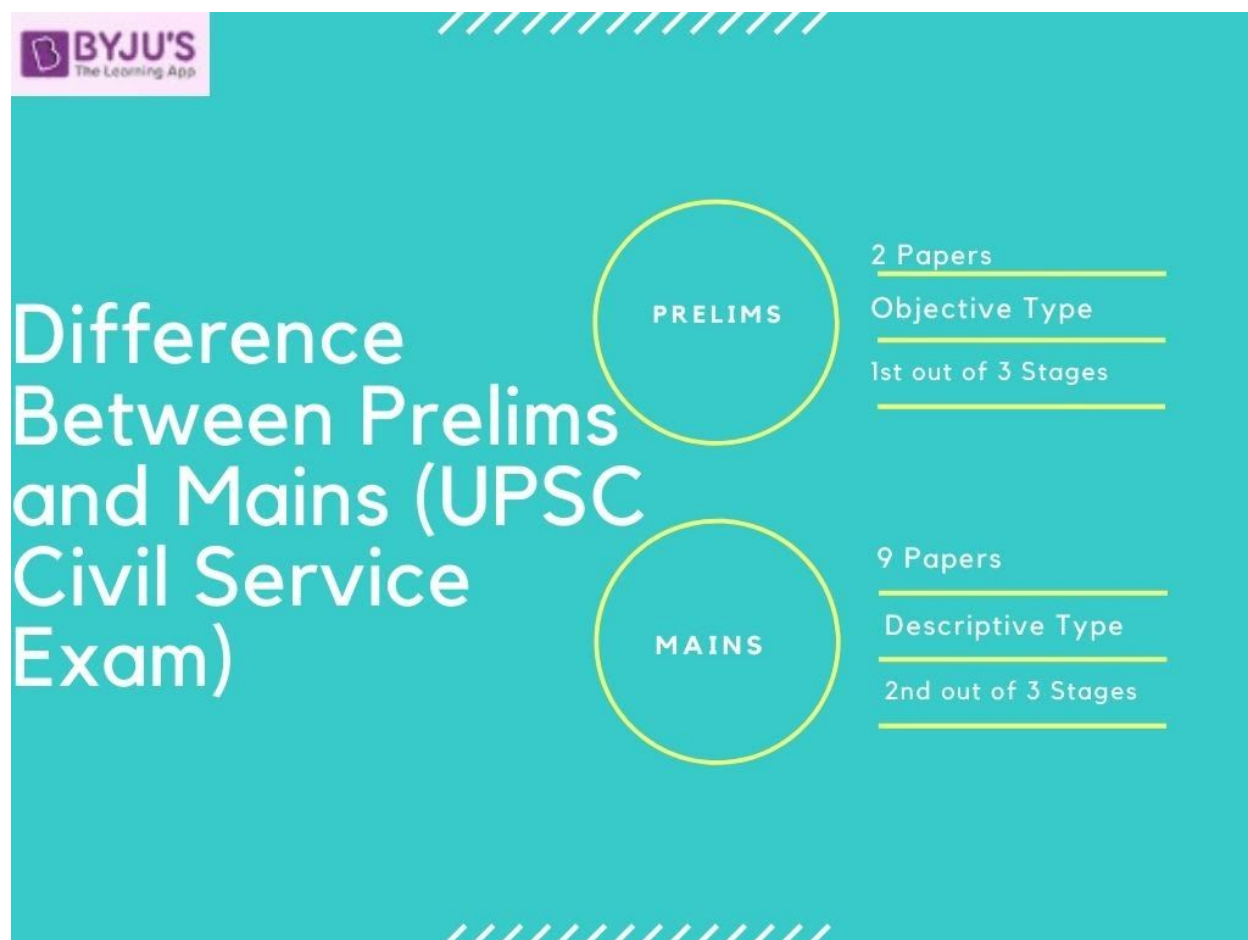 BYJU'S
The Learning App
Difference
Between Prelims
and Mains (UPSC
Civil Service
Exam)
PRELIMS
2 Papers
Objective Type
1st out of 3 Stages
MAINS
9 Papers
Descriptive Type
2nd out of 3 Stages